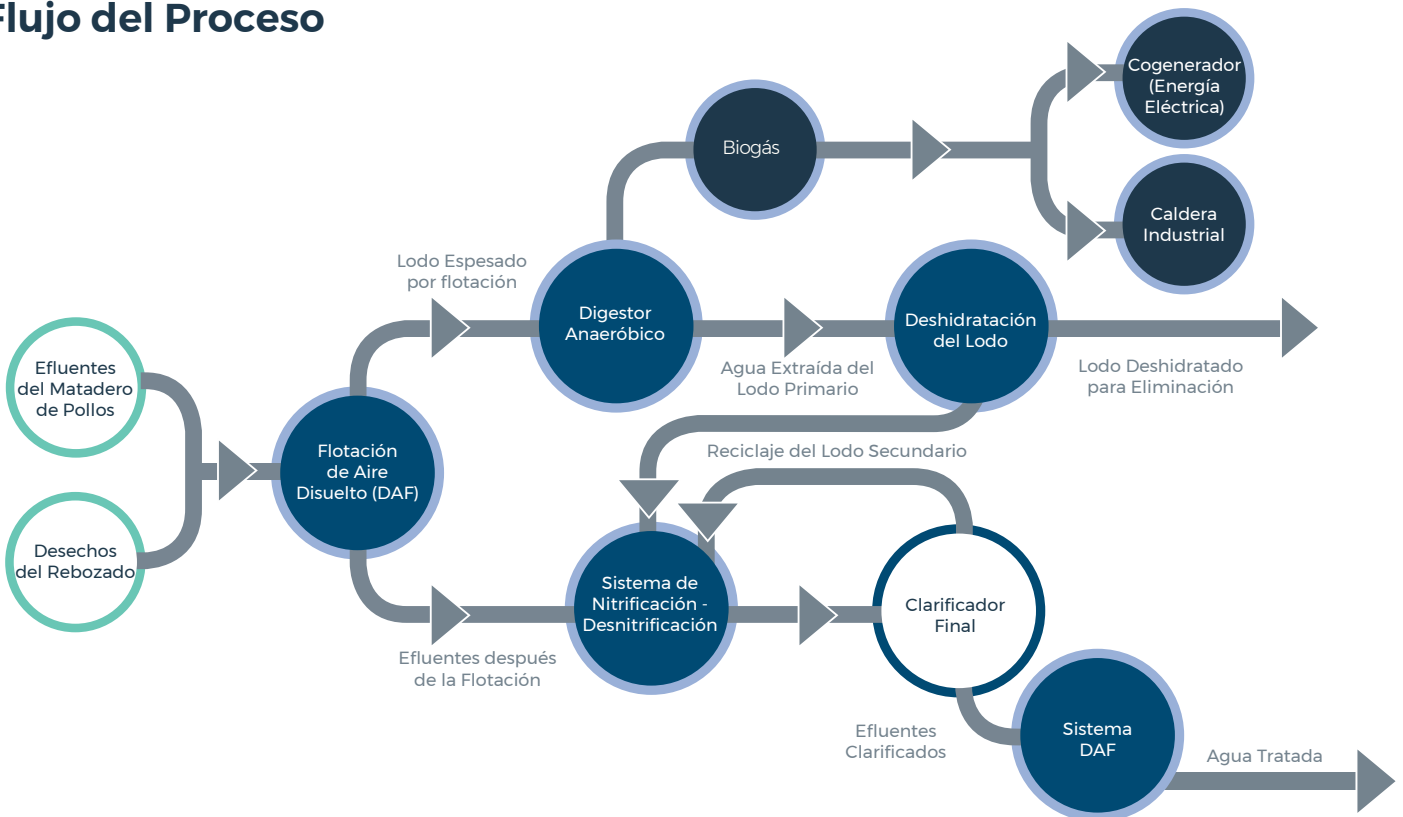 Flujo del Proceso
Cogenerador
(Energía
Eléctrica)
Biogás
Caldera
Industrial
Lodo Espesado
por flotación
Digestor
Anaeróbico
Deshidratación
del Lodo
Agua Extraída del
Lodo Primario
Lodo Deshidratado
para Eliminación
Efluentes
del Matadero
de Pollos
Flotación
de Aire
Disuelto (DAF)
Reciclaje del Lodo Secundario
Desechos
del Rebozado
Sistema de
Nitrificación -
Desnitrificación
Clarificador
Final
Efluentes después
de la Flotación
Efluentes
Clarificados
Sistema
DAF
Agua Tratada